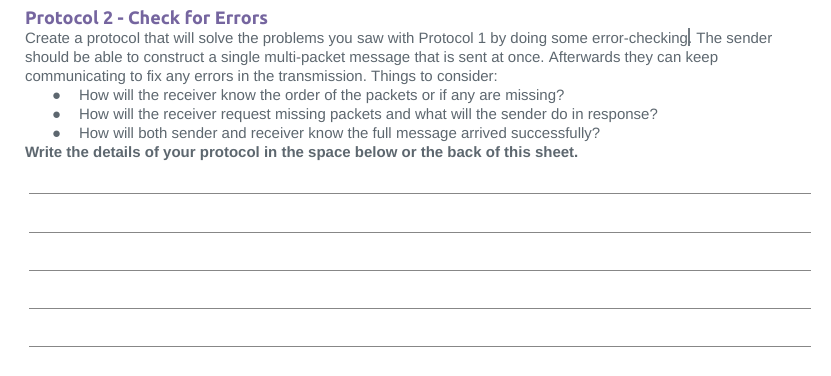 Protocol 2 - Check for Errors
Create a protocol that will solve the problems you saw with Protocol 1 by doing some error-checking. The sender
should be able to construct a single multi-packet message that is sent at once. Afterwards they can keep
communicating to fix any errors in the transmission. Things to consider:
● How will the receiver know the order of the packets or if any are missing?
● How will the receiver request missing packets and what will the sender do in response?
● How will both sender and receiver know the full message arrived successfully?
Write the details of your protocol in the space below or the back of this sheet.